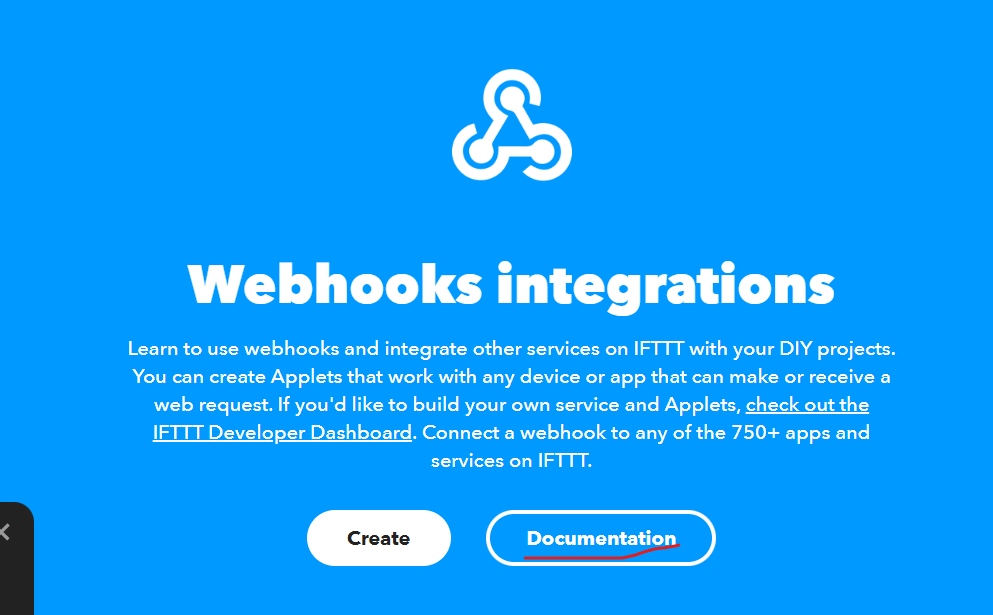 Webhooks integrations
Learn to use webhooks and integrate other services on IFTTT with your DIY projects.
You can create Applets that work with any device or app that can make or receive a
web request. If you'd like to build your own service and Applets, check out the
IFTTT Developer Dashboard. Connect a webhook to any of the 750+ apps and
services on IFTTT.
Create
Documentation